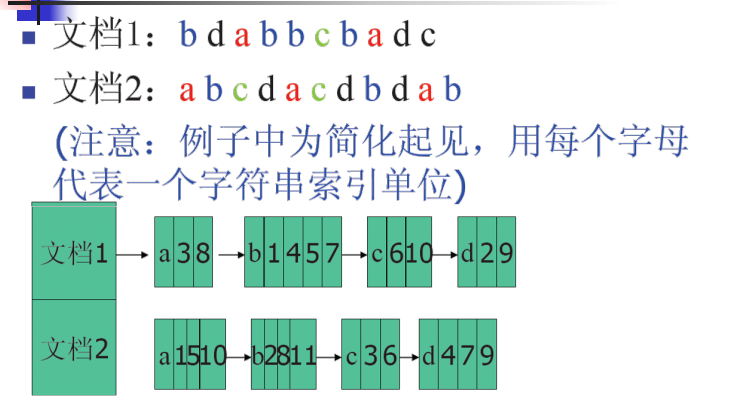 文档1：b d a b b c b a d c
文档2：a b c d a c d b d a b
(注意：例子中为简化起见，用每个字母
代表一个字符串索引单位)
文档1 a 3 8 b 1 4 5 7 c 6 10 d 2 9
文档2 a 1 5 10 b 2 8 11 c 3 6 d 4 7 9